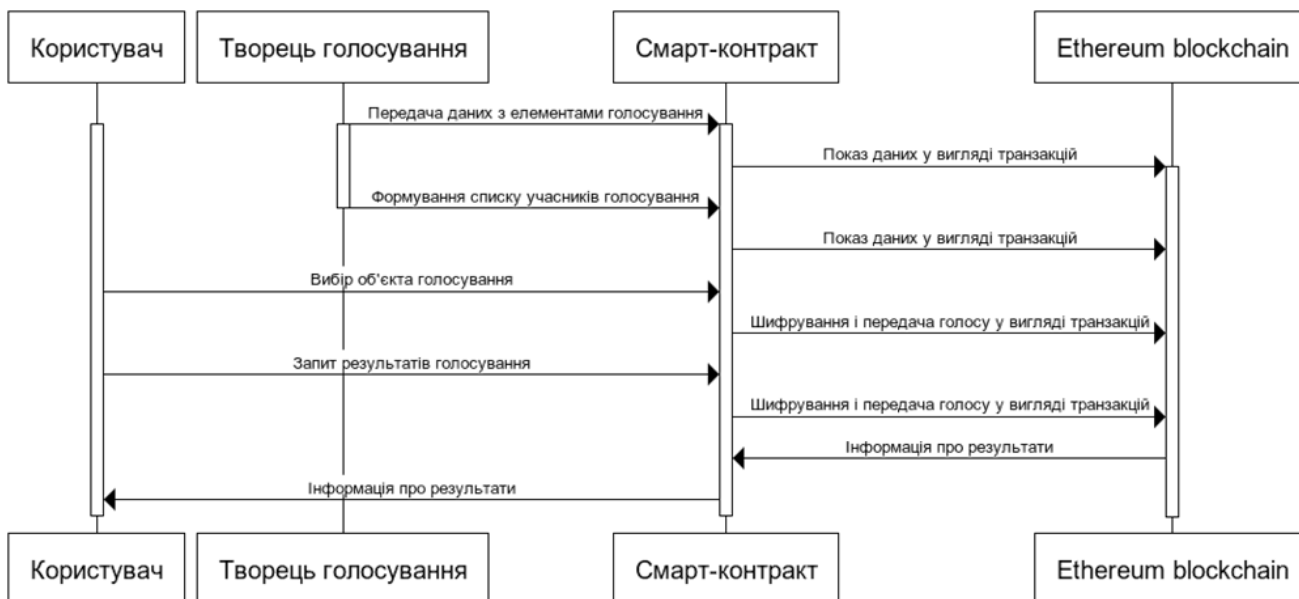 Користувач
Творець голосування
Смарт-контракт
Ethereum blockchain
Передача даних з елементами голосування
Показ даних у вигляді транзакцій
Формування списку учасників голосування
Показ даних у вигляді транзакцій
Вибір об'єкта голосування
Шифрування і передача голосу у вигляді транзакцій
Запит результатів голосування
Шифрування і передача голосу у вигляді транзакцій
Інформація про результати
Інформація про результати
Користувач
Творець голосування
Смарт-контракт
Ethereum blockchain